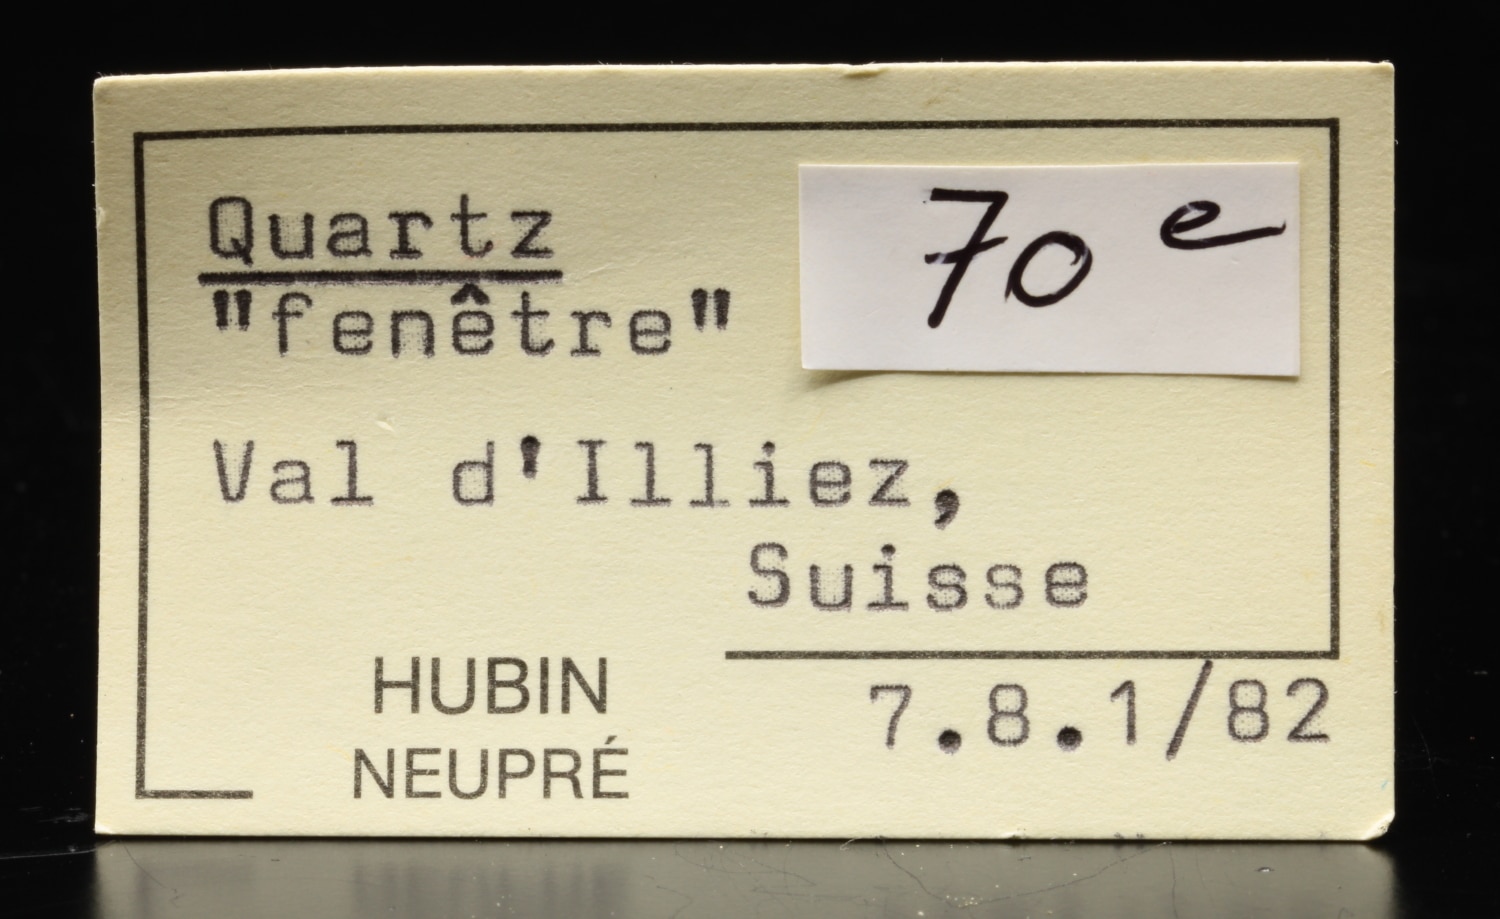 Quartz
"fenêtre"
70 e
Val d'Illiez,
Suisse
HUBIN
NEUPRÉ
7.8.1/82